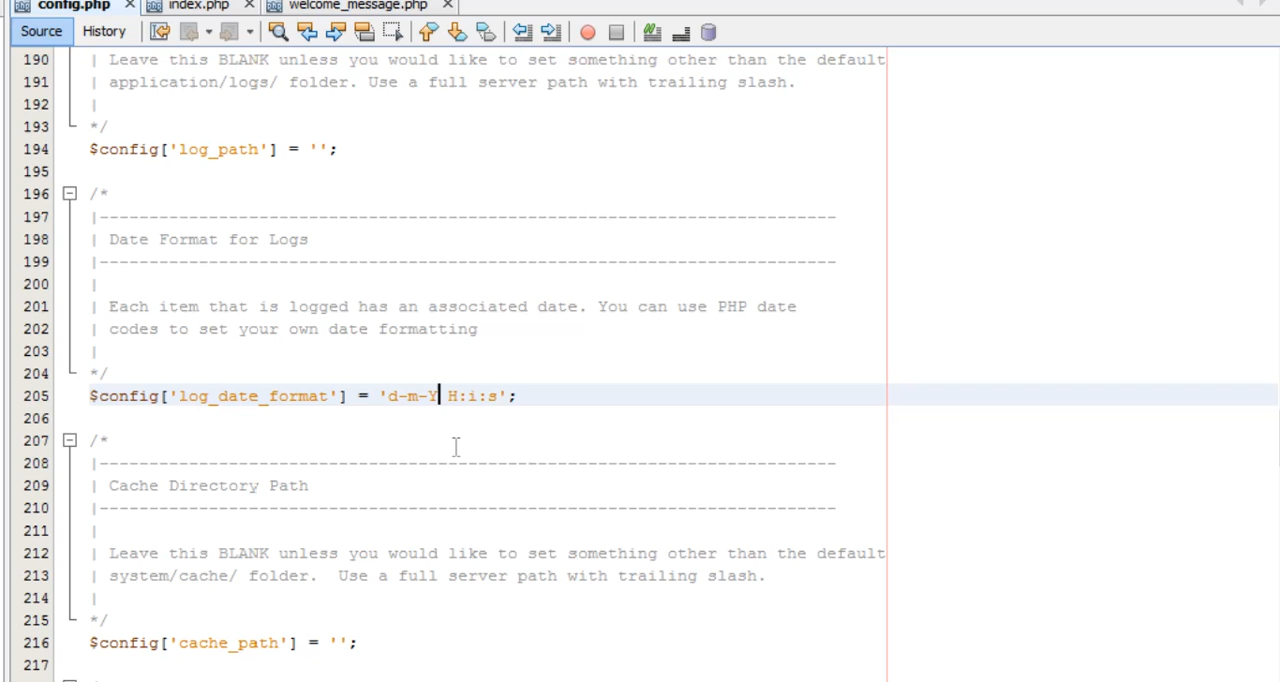 config.php index.php welcome_message.php
Source History
190 | Leave this BLANK unless you would like to set something other than the default
191 | application/logs/ folder. Use a full server path with trailing slash.
192 |
193 */
194 $config['log_path'] = '';
195
196 /*
197 |--------------------------------------------------------------------------
198 | Date Format for Logs
199 |--------------------------------------------------------------------------
200 |
201 | Each item that is logged has an associated date. You can use PHP date
202 | codes to set your own date formatting
203 |
204 */
205 $config['log_date_format'] = 'd-m-Y H:i:s';
206
207 /*
208 |--------------------------------------------------------------------------
209 | Cache Directory Path
210 |--------------------------------------------------------------------------
211 |
212 | Leave this BLANK unless you would like to set something other than the default
213 | system/cache/ folder.  Use a full server path with trailing slash.
214 |
215 */
216 $config['cache_path'] = '';
217